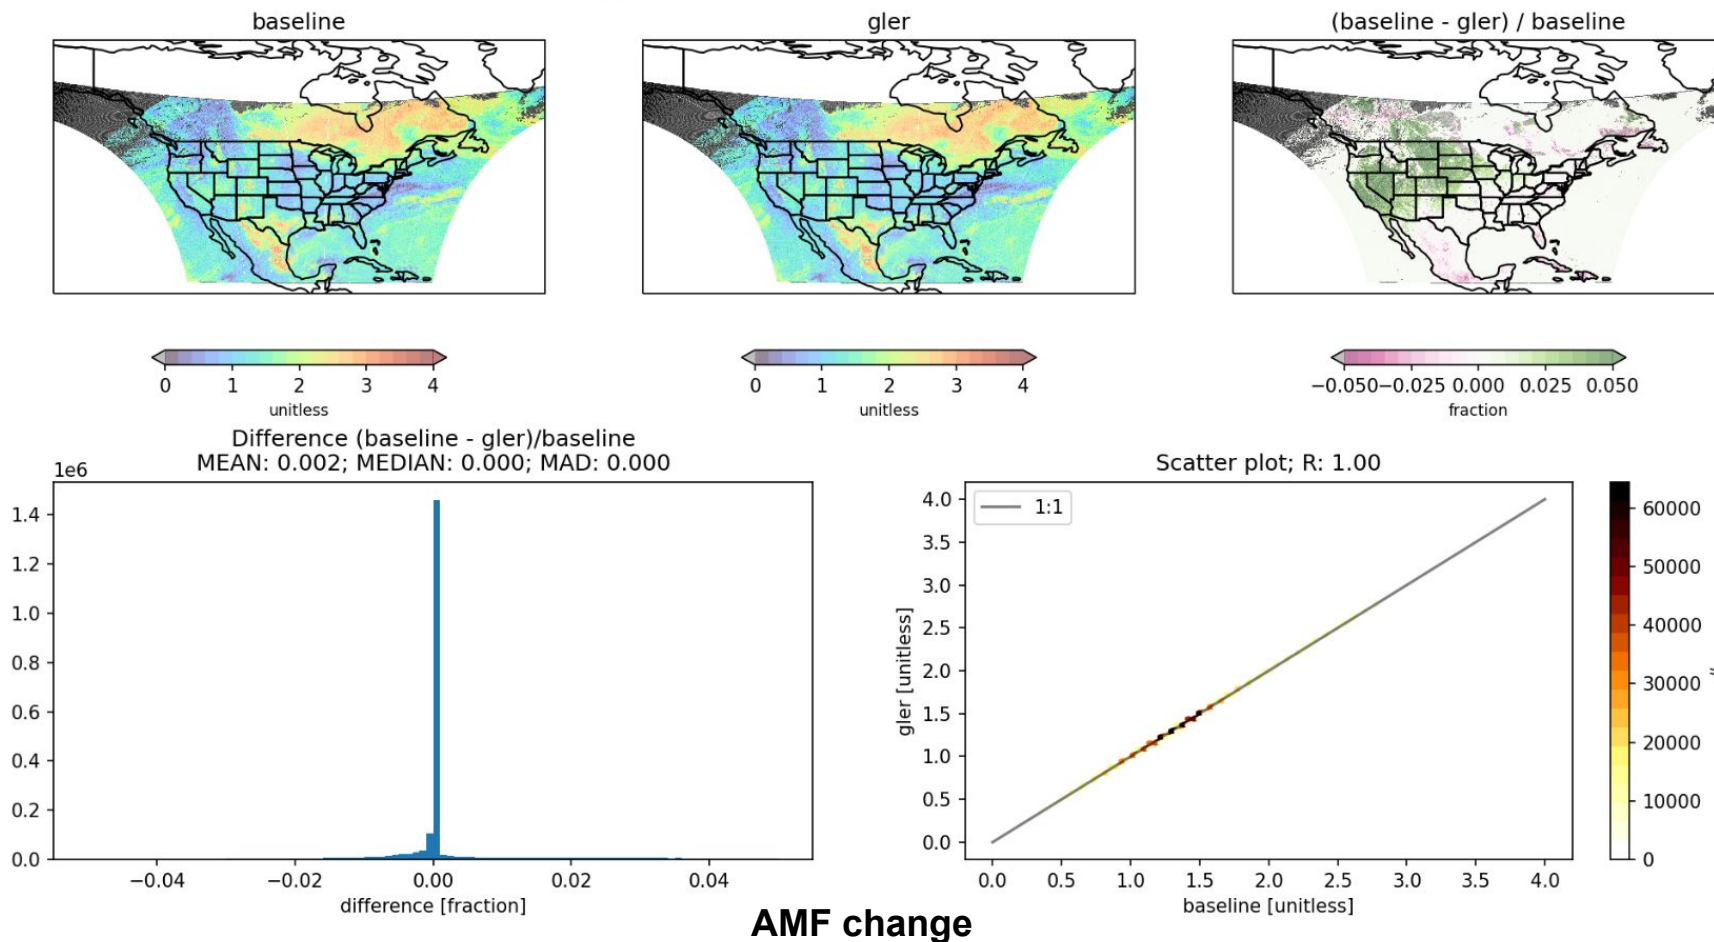 baseline
gler
(baseline - gler) / baseline
0 1 2 3 4
unitless
0 1 2 3 4
unitless
−0.050 −0.025 0.000 0.025 0.050
fraction
Difference (baseline - gler)/baseline
MEAN: 0.002; MEDIAN: 0.000; MAD: 0.000
1e6
1.4
1.2
1.0
0.8
0.6
0.4
0.2
0.0
−0.04 −0.02 0.00 0.02 0.04
difference [fraction]
Scatter plot; R: 1.00
1:1
4.0
3.5
3.0
2.5
2.0
1.5
1.0
0.5
0.0
gler [unitless]
0.0 0.5 1.0 1.5 2.0 2.5 3.0 3.5 4.0
baseline [unitless]
60000
50000
40000
30000
20000
10000
0
AMF change